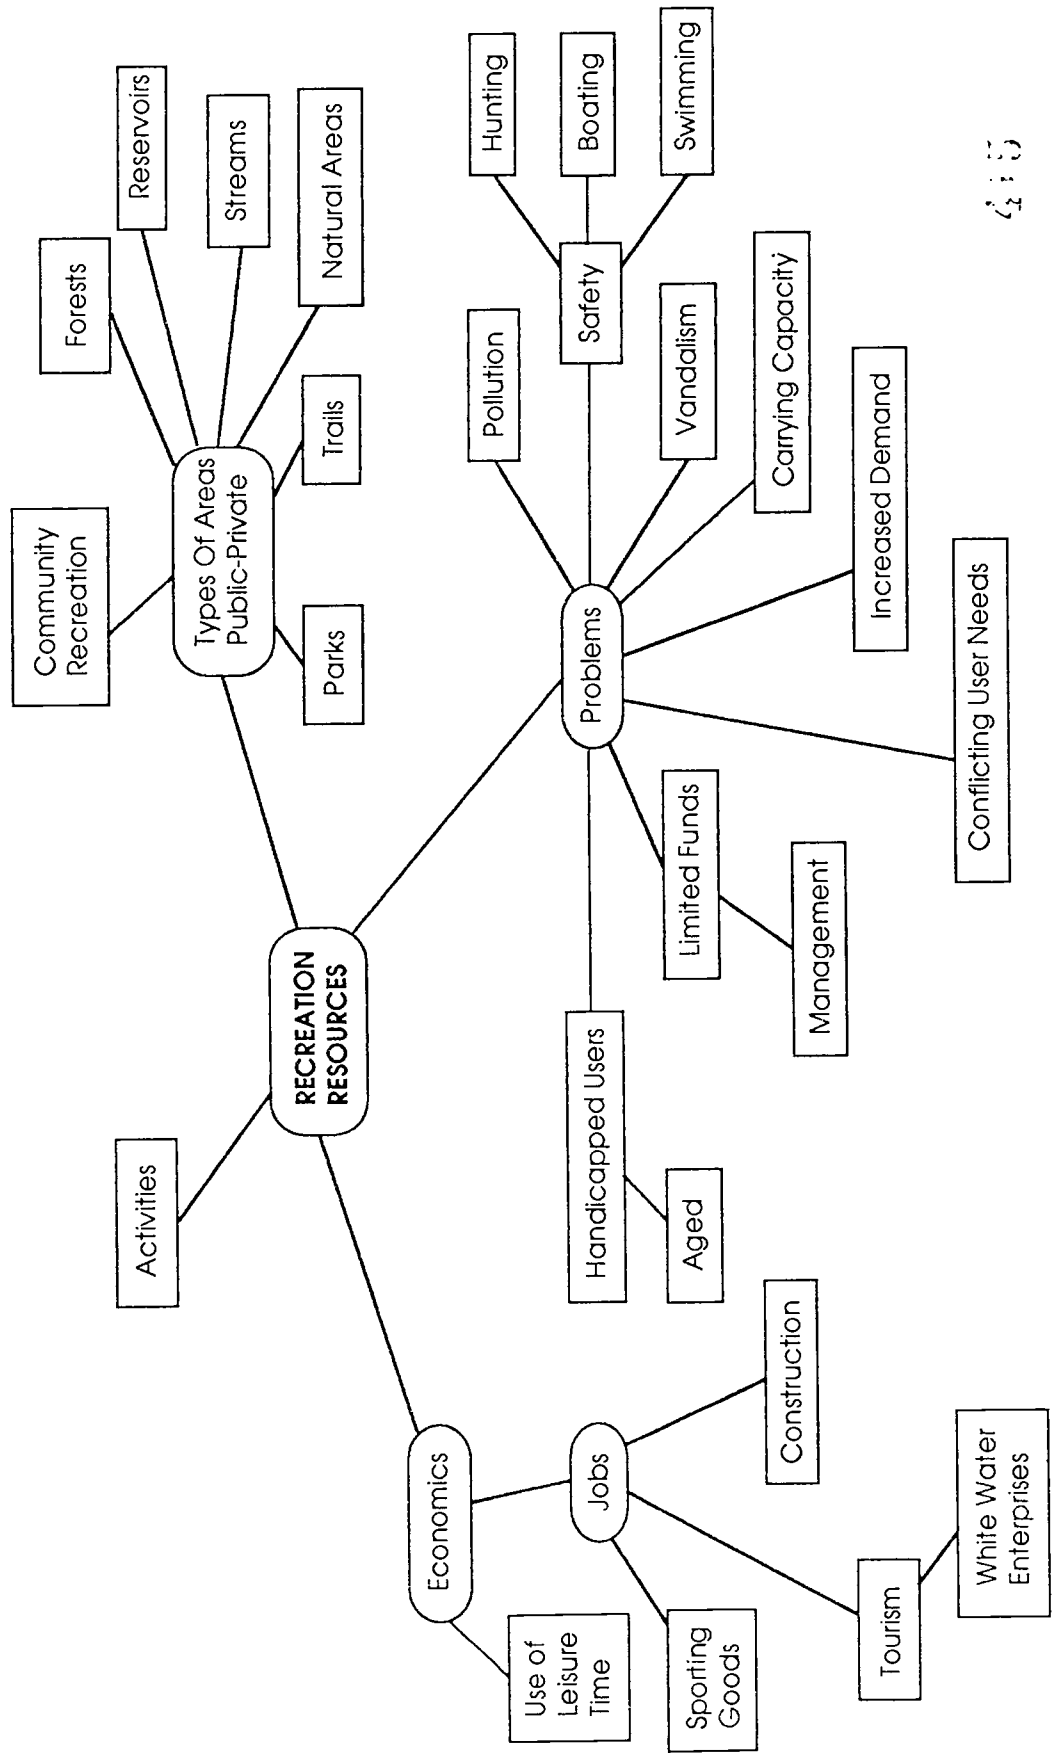 RECREATION
RESOURCES
Activities
Types Of Areas
Public-Private
Community
Recreation
Forests
Reservoirs
Streams
Natural Areas
Trails
Parks
Problems
Pollution
Safety
Hunting
Boating
Swimming
Vandalism
Carrying Capacity
Increased Demand
Conflicting User Needs
Limited Funds
Management
Handicapped Users
Aged
Economics
Use of
Leisure
Time
Jobs
Sporting
Goods
Construction
Tourism
White Water
Enterprises